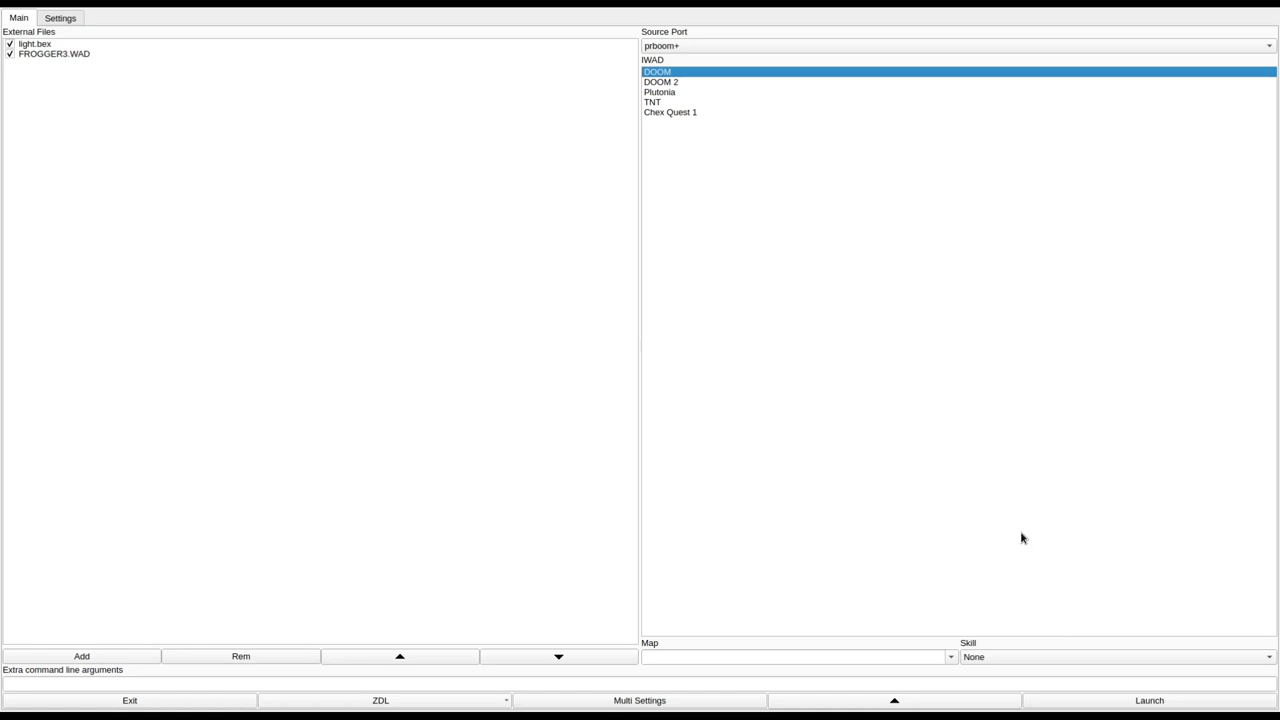 Main Settings
External Files
light.bex
FROGGER3.WAD
Source Port
prboom+
IWAD
DOOM
DOOM 2
Plutonia
TNT
Chex Quest 1
Map Skill
None
Add Rem
Extra command line arguments
Exit ZDL Multi Settings Launch